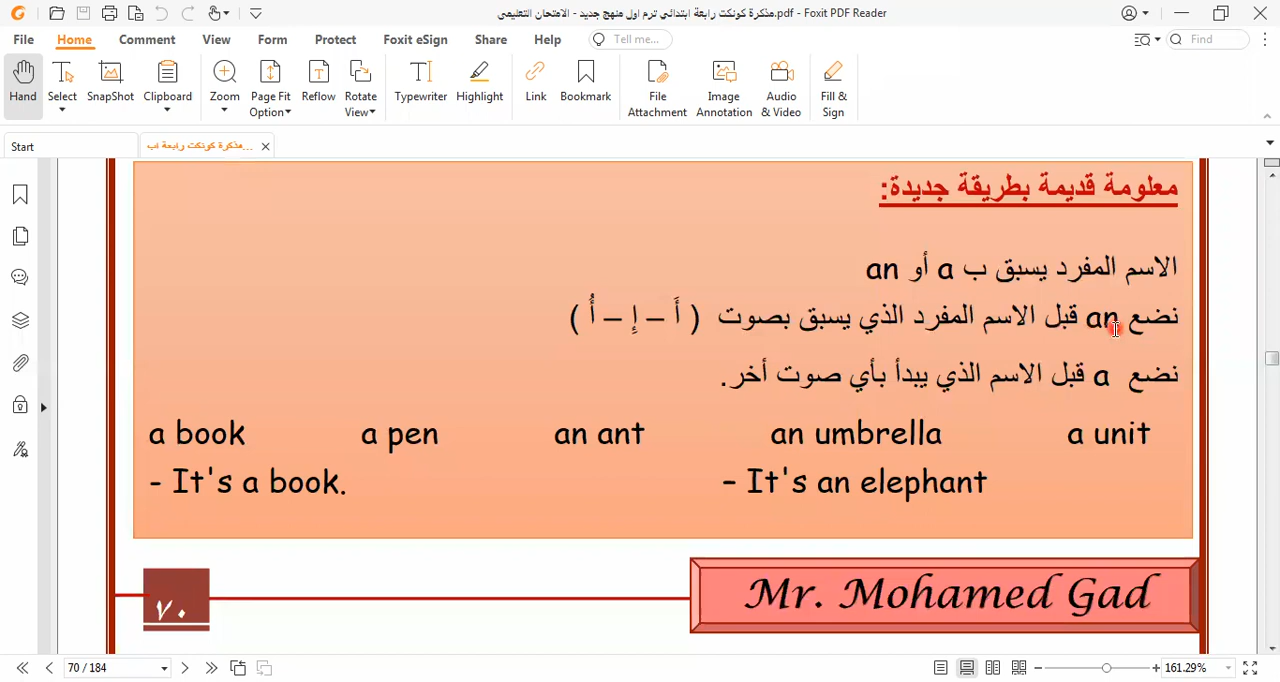 مذكرة كونكت رابعة ابتدائي ترم اول منهج جديد - الامتحان التعليمى.pdf - Foxit PDF Reader
File Home Comment View Form Protect Foxit eSign Share Help Tell me... Find
Hand Select SnapShot Clipboard Zoom Page Fit Option Reflow Rotate View Typewriter Highlight Link Bookmark File Attachment Image Annotation Audio & Video Fill & Sign
Start مذكرة كونكت رابعة اب...
معلومة قديمة بطريقة جديدة:
الاسم المفرد يسبق ب a أو an
نضع an قبل الاسم المفرد الذي يسبق بصوت ( أَ – إِ – أُ )
نضع a قبل الاسم الذي يبدأ بأي صوت أخر.
a book a pen an ant an umbrella a unit
- It's a book. – It's an elephant
٧٠ Mr. Mohamed Gad
70 / 184 161.29%